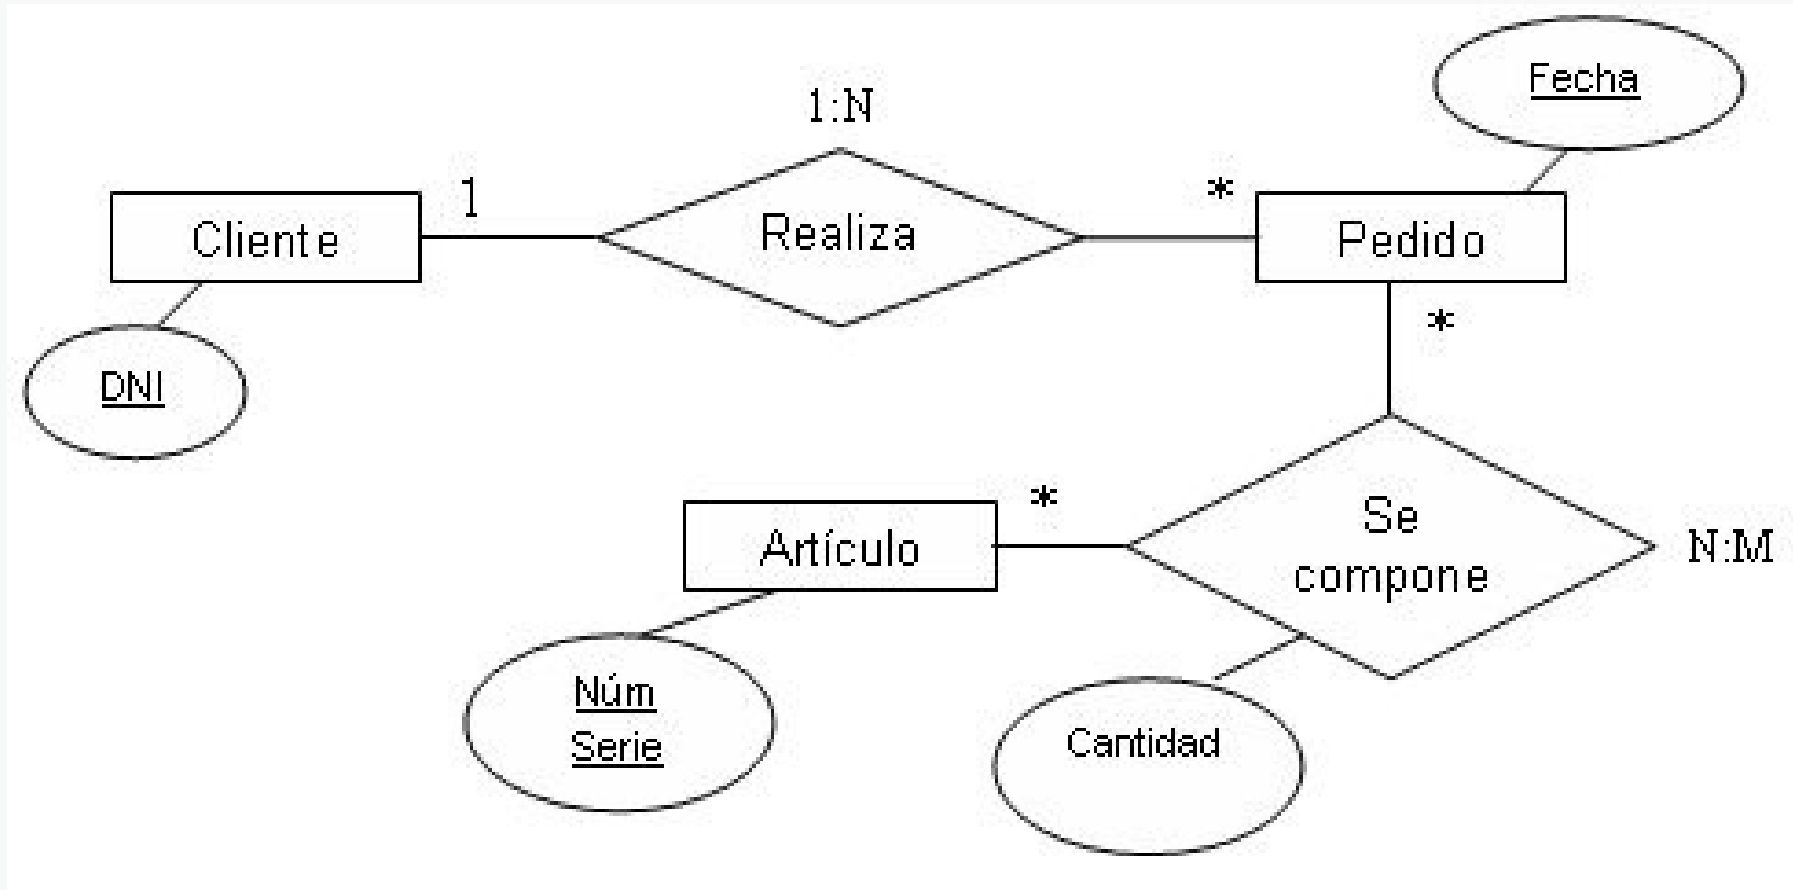 Fecha
1:N
1
*
Cliente
Realiza
Pedido
*
DNI
*
Se
compone
Artículo
N:M
Núm
Serie
Cantidad